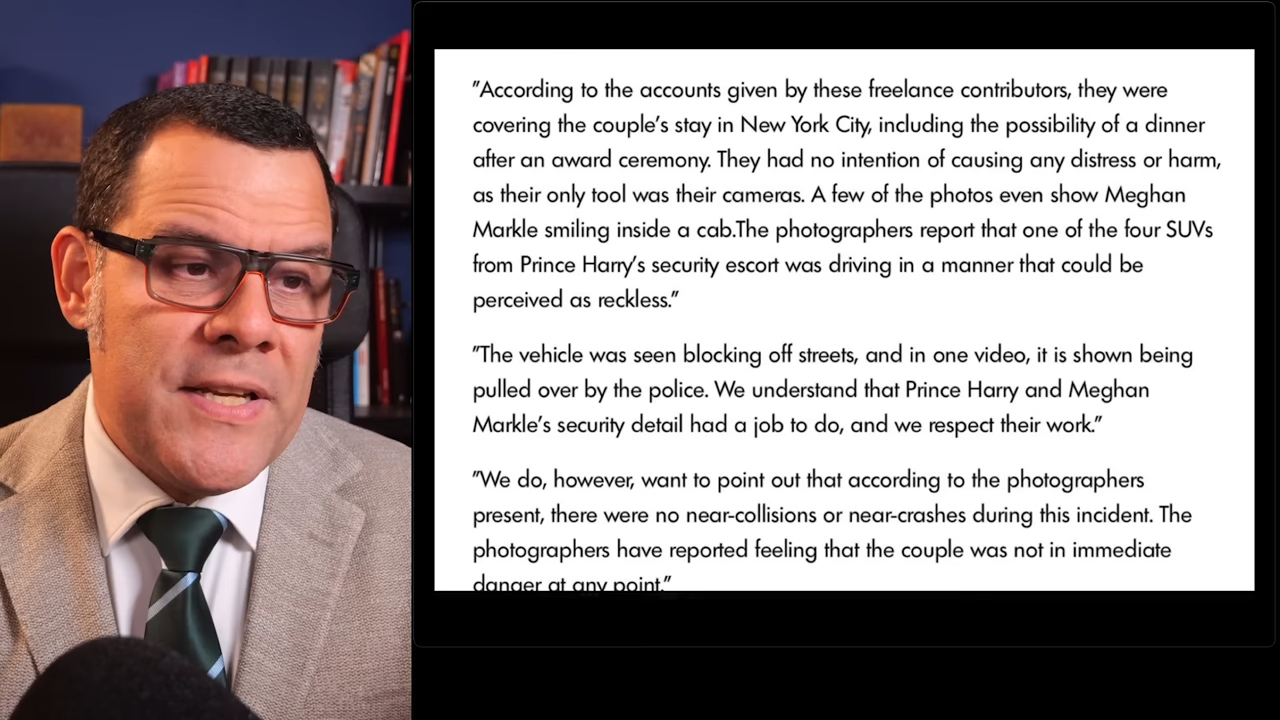 "According to the accounts given by these freelance contributors, they were
covering the couple's stay in New York City, including the possibility of a dinner
after an award ceremony. They had no intention of causing any distress or harm,
as their only tool was their cameras. A few of the photos even show Meghan
Markle smiling inside a cab.The photographers report that one of the four SUVs
from Prince Harry's security escort was driving in a manner that could be
perceived as reckless."
"The vehicle was seen blocking off streets, and in one video, it is shown being
pulled over by the police. We understand that Prince Harry and Meghan
Markle's security detail had a job to do, and we respect their work."
"We do, however, want to point out that according to the photographers
present, there were no near-collisions or near-crashes during this incident. The
photographers have reported feeling that the couple was not in immediate
danger at any point."